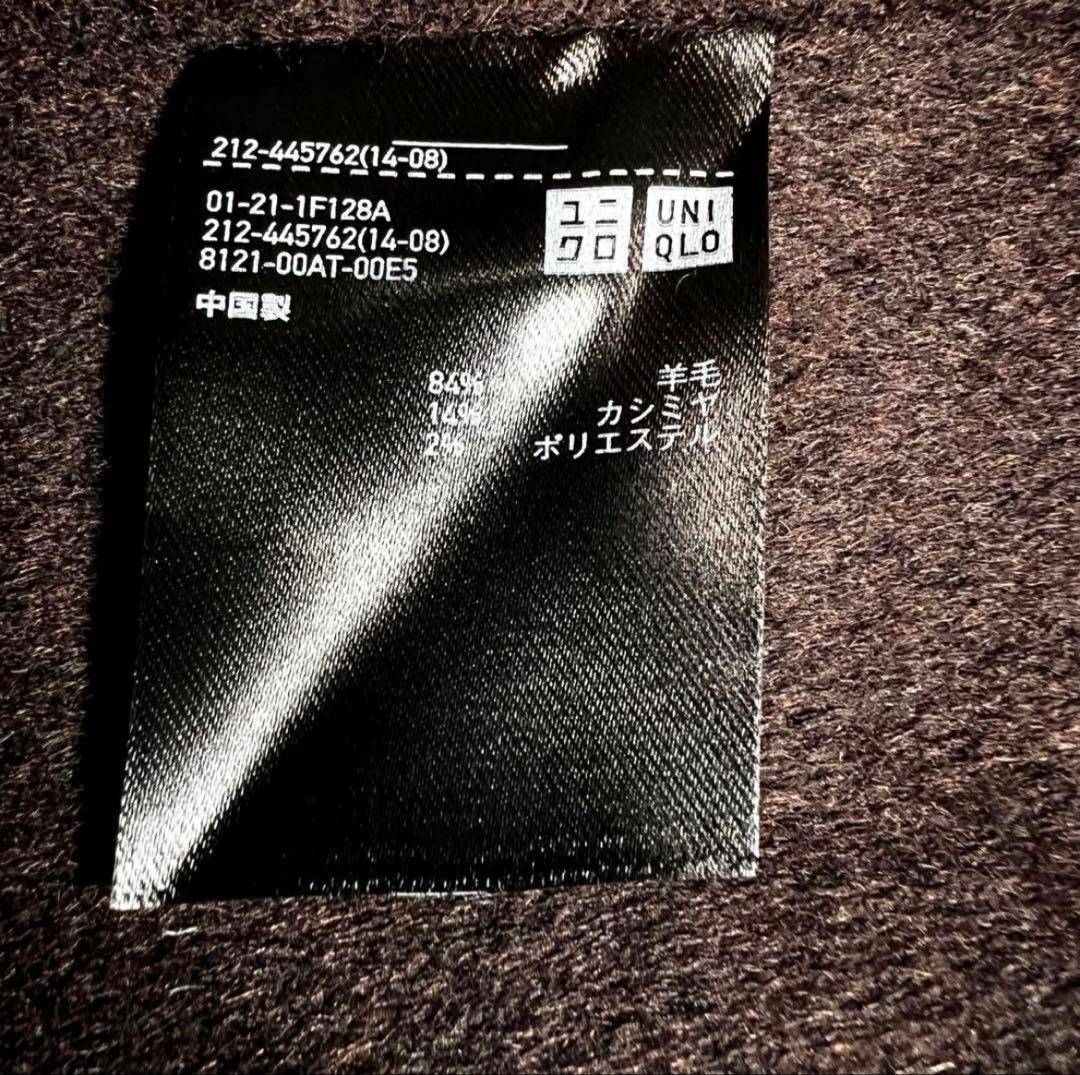 212-445762(14-08)
01-21-1F128A
212-445762(14-08)
8121-00AT-00E5
中国製
ユニ
クロ
UNI
QLO
84% 羊毛
14% カシミヤ
2% ポリエステル